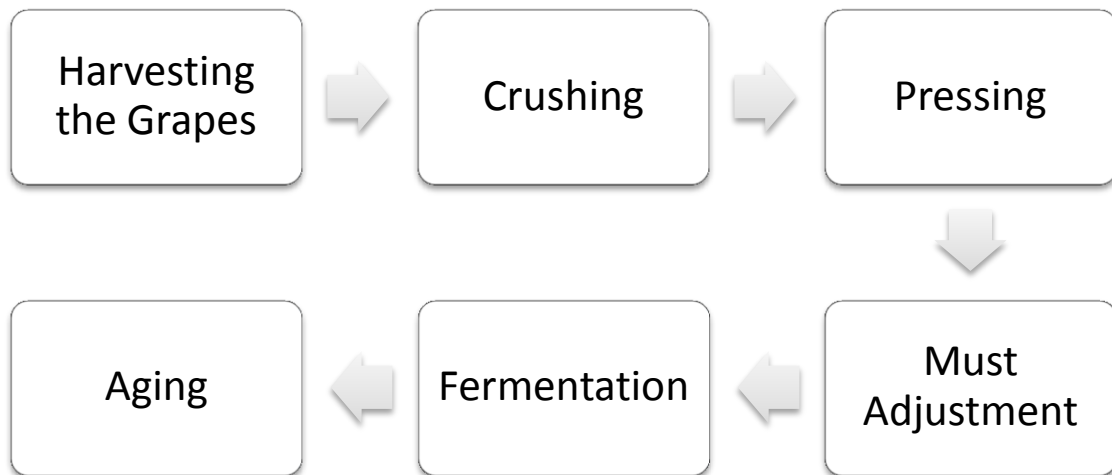 Harvesting
the Grapes
Crushing
Pressing
Must
Adjustment
Fermentation
Aging